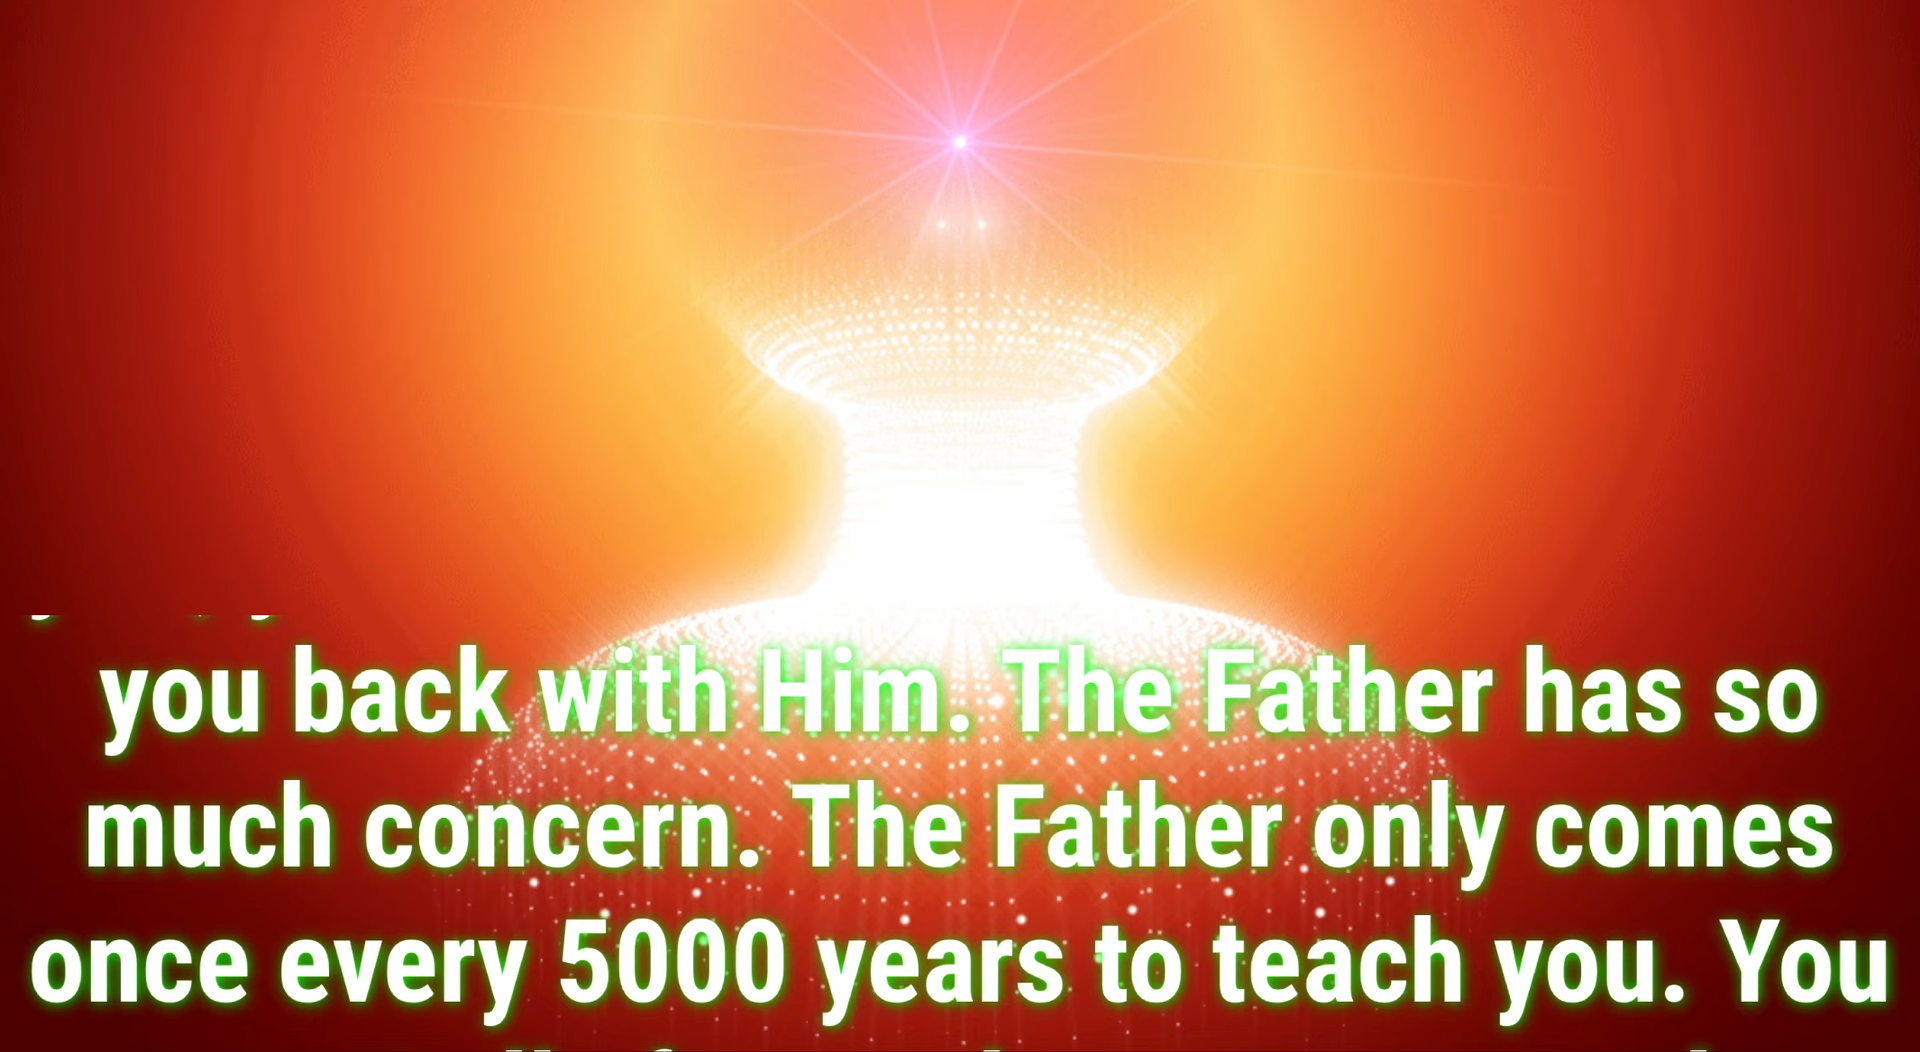 you back with Him. The Father has so
much concern. The Father only comes
once every 5000 years to teach you. You